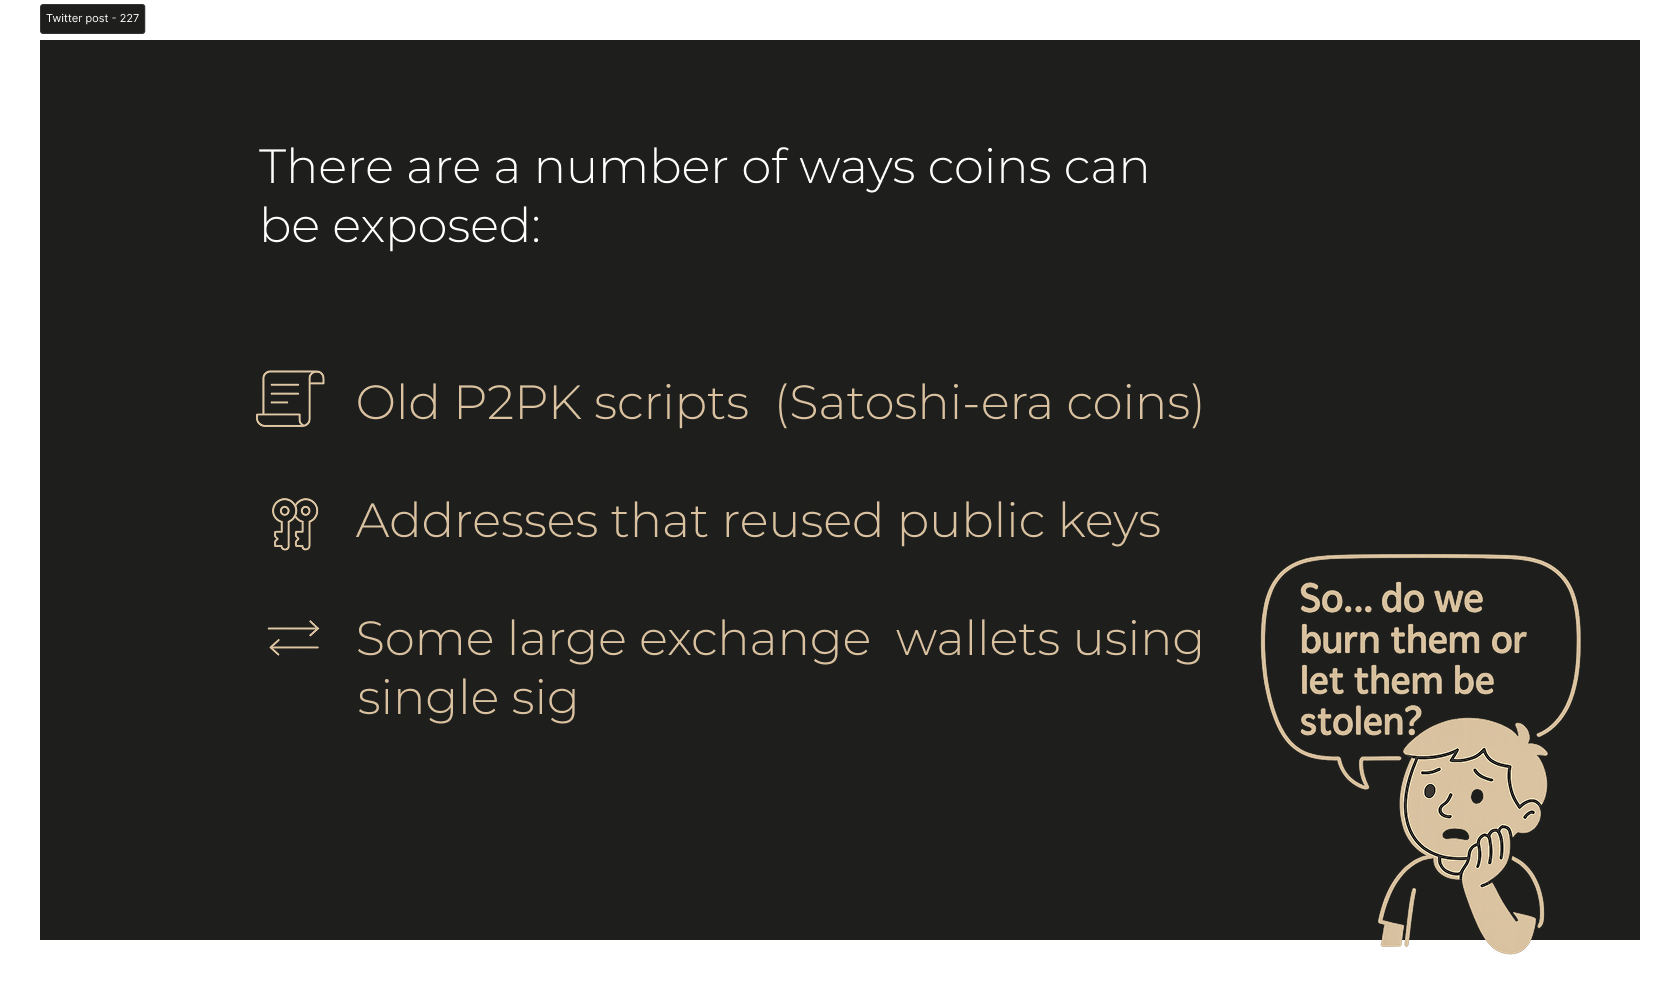 Twitter post - 227
There are a number of ways coins can
be exposed:
Old P2PK scripts  (Satoshi-era coins)
Addresses that reused public keys
Some large exchange  wallets using
single sig
So... do we
burn them or
let them be
stolen?